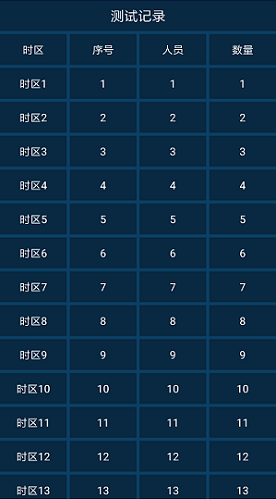 测试记录
时区 序号 人员 数量
时区1 1 1 1
时区2 2 2 2
时区3 3 3 3
时区4 4 4 4
时区5 5 5 5
时区6 6 6 6
时区7 7 7 7
时区8 8 8 8
时区9 9 9 9
时区10 10 10 10
时区11 11 11 11
时区12 12 12 12
时区13 13 13 13